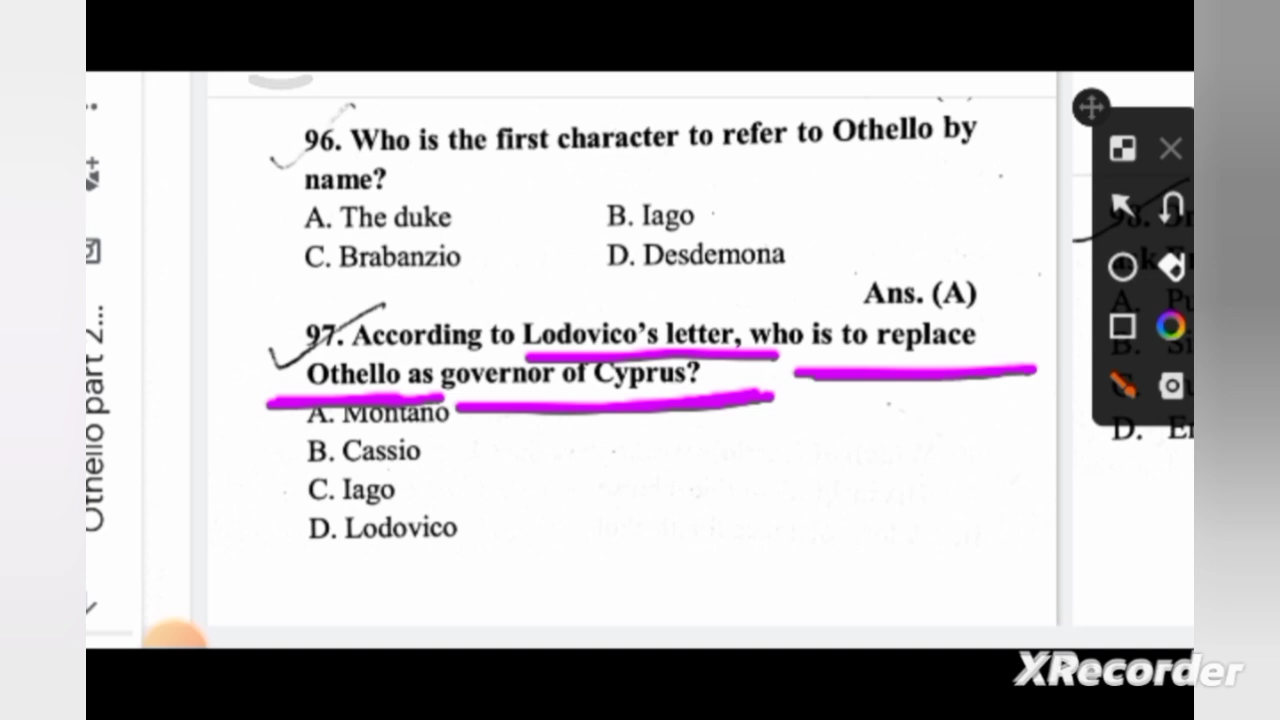 96. Who is the first character to refer to Othello by
name?
A. The duke
B. Iago
C. Brabanzio
D. Desdemona
Ans. (A)
97. According to Lodovico's letter, who is to replace
Othello as governor of Cyprus?
A. Montano
B. Cassio
C. Iago
D. Lodovico
Othello part 2...
98.
A.
B.
D.
XRecorder